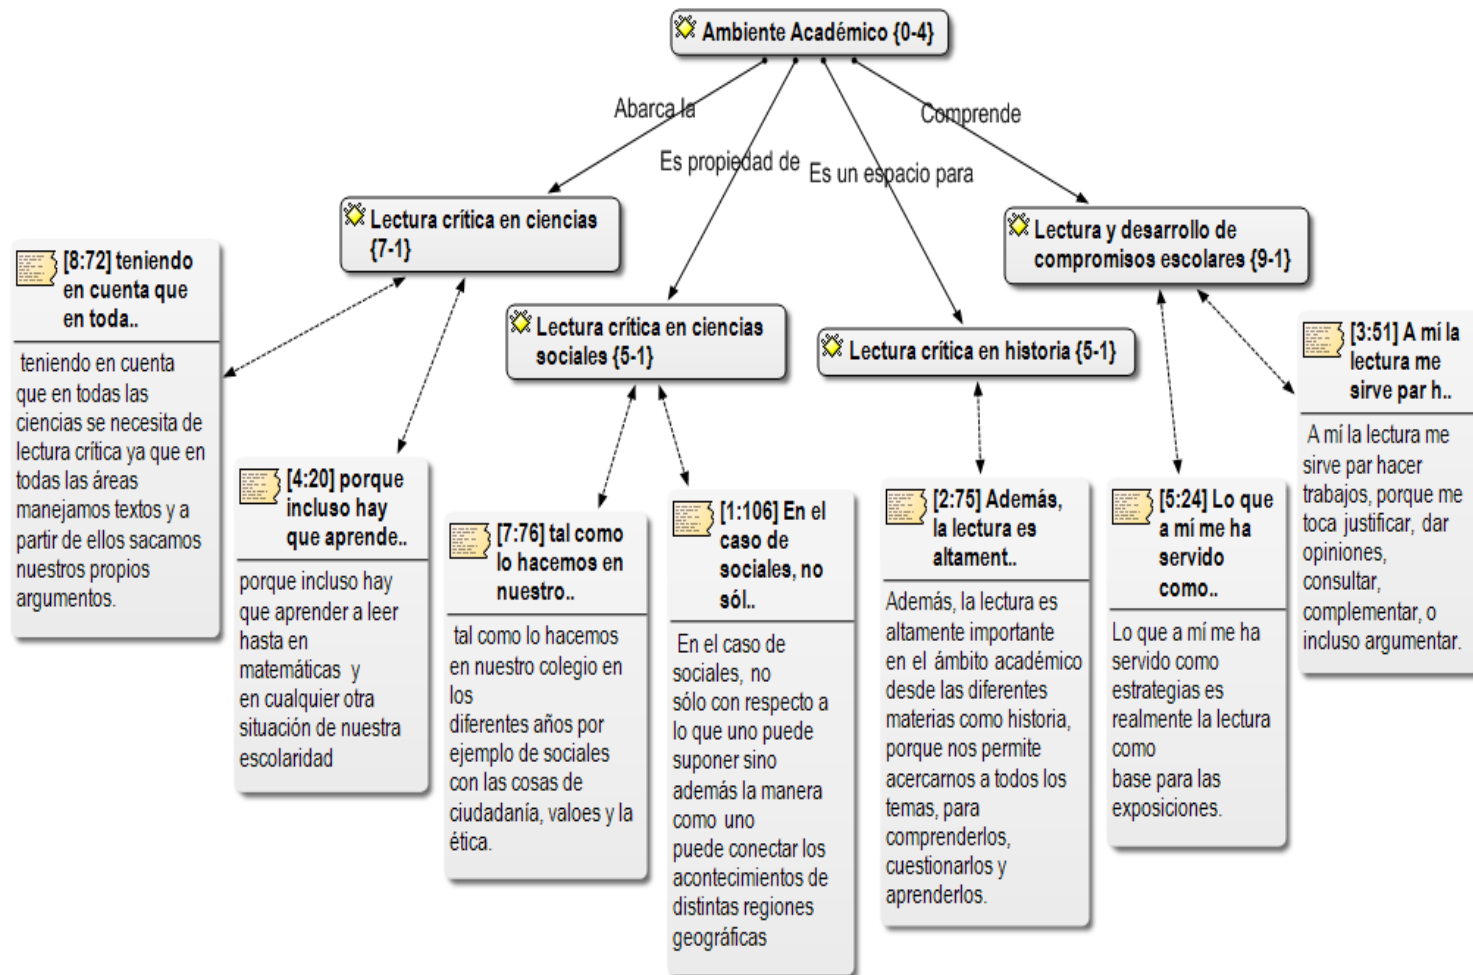 Ambiente Académico {0-4}
Abarca la
Comprende
Es propiedad de
Es un espacio para
Lectura crítica en ciencias
{7-1}
Lectura y desarrollo de
compromisos escolares {9-1}
Lectura crítica en ciencias
sociales {5-1}
Lectura crítica en historia {5-1}
[8:72] teniendo
en cuenta que
en toda..
teniendo en cuenta
que en todas las
ciencias se necesita de
lectura crítica ya que en
todas las áreas
manejamos textos y a
partir de ellos sacamos
nuestros propios
argumentos.
[4:20] porque
incluso hay
que aprende..
porque incluso hay
que aprender a leer
hasta en
matemáticas y
en cualquier otra
situación de nuestra
escolaridad
[7:76] tal como
lo hacemos en
nuestro..
tal como lo hacemos
en nuestro colegio en
los
diferentes años por
ejemplo de sociales
con las cosas de
ciudadanía, valoes y la
ética.
[1:106] En el
caso de
sociales, no
sól..
En el caso de
sociales, no
sólo con respecto a
lo que uno puede
suponer sino
además la manera
como uno
puede conectar los
acontecimientos de
distintas regiones
geográficas
[2:75] Además,
la lectura es
altament..
Además, la lectura es
altamente importante
en el ámbito académico
desde las diferentes
materias como historia,
porque nos permite
acercarnos a todos los
temas, para
comprenderlos,
cuestionarlos y
aprenderlos.
[5:24] Lo que
a mí me ha
servido
como..
Lo que a mí me ha
servido como
estrategias es
realmente la lectura
como
base para las
exposiciones.
[3:51] A mí la
lectura me
sirve par h..
A mí la lectura me
sirve par hacer
trabajos, porque me
toca justificar, dar
opiniones,
consultar,
complementar, o
incluso argumentar.